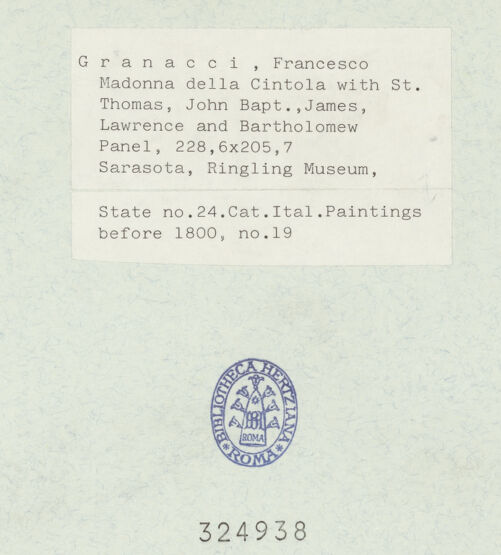 G r a n a c c i , Francesco
Madonna della Cintola with St.
Thomas, John Bapt.,James,
Lawrence and Bartholomew
Panel, 228,6x205,7
Sarasota, Ringling Museum,
State no.24.Cat.Ital.Paintings
before 1800, no.19
BIBLIOTHECA HERTZIANA
ROMA
*ROMA*
324938